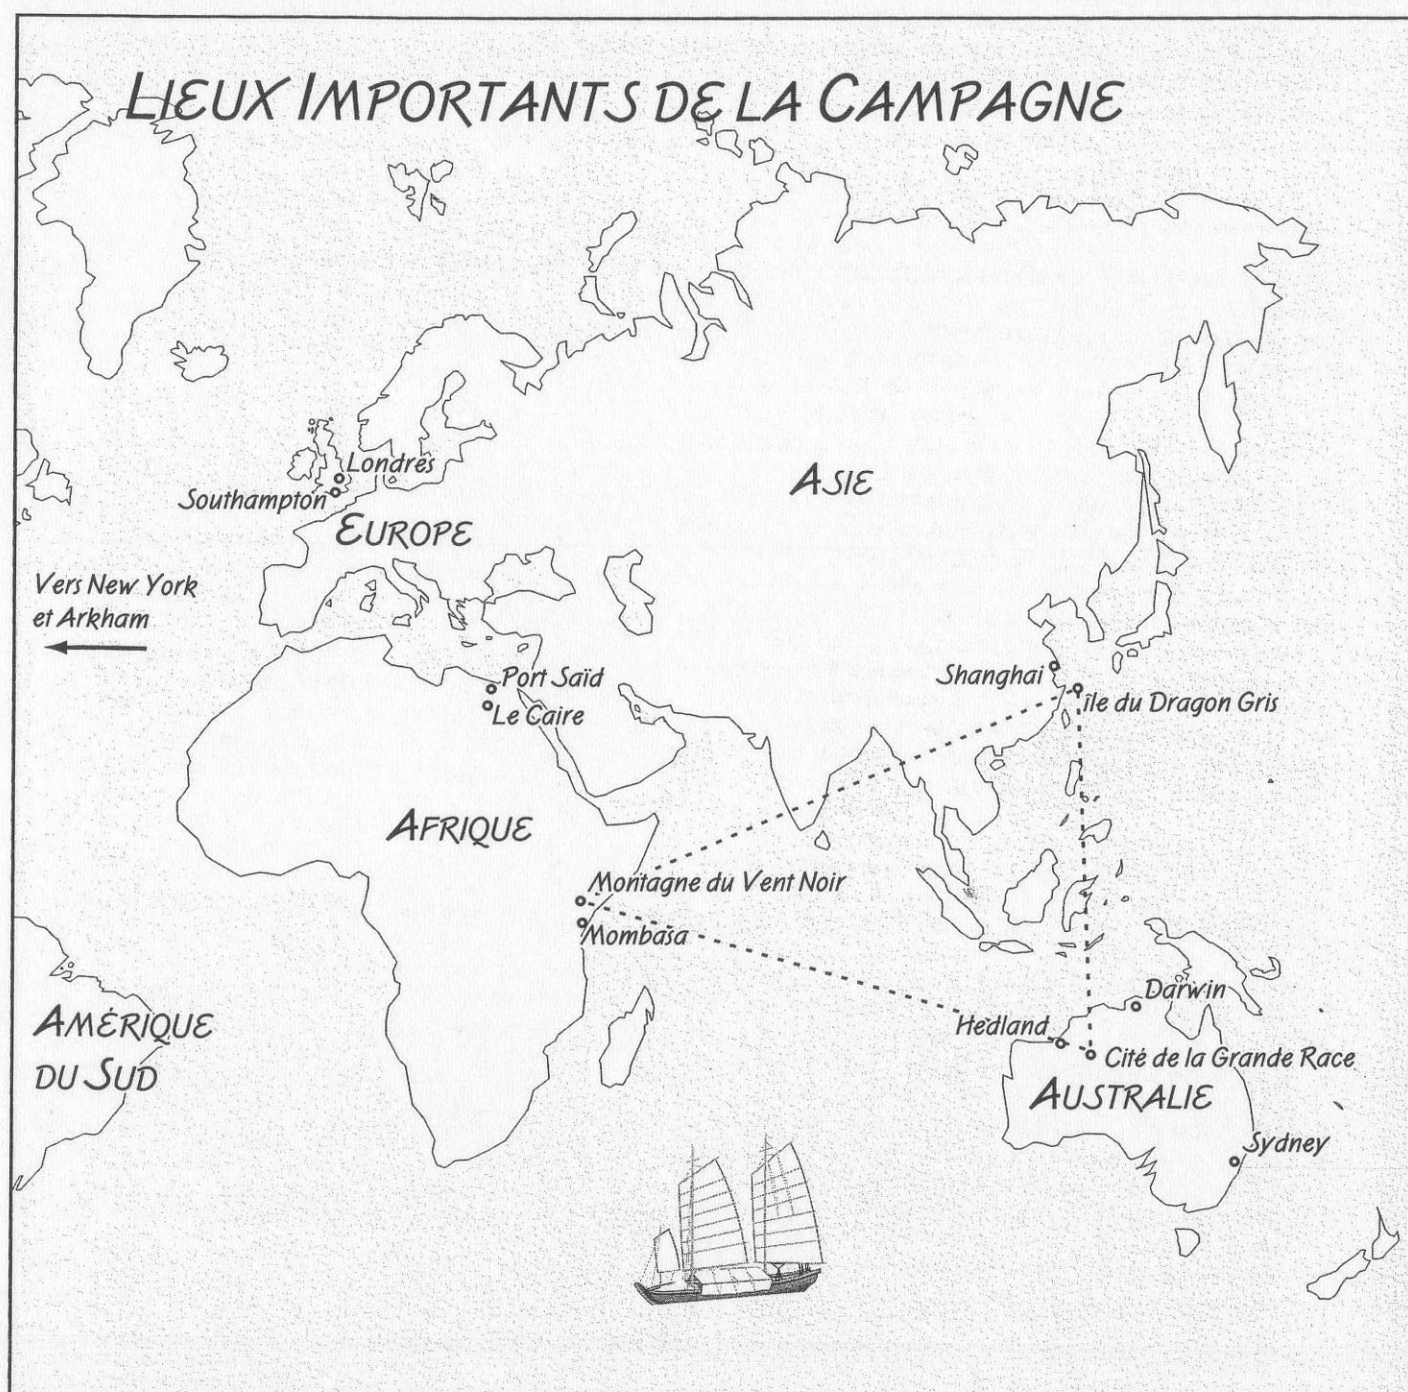 LIEUX IMPORTANTS DE LA CAMPAGNE
Londres
Southampton
EUROPE
ASIE
Vers New York
et Arkham
Port Saïd
Le Caire
Shanghai
île du Dragon Gris
AFRIQUE
Montagne du Vent Noir
Mombasa
AMÉRIQUE
DU SUD
Darwin
Hedland
Cité de la Grande Race
AUSTRALIE
Sydney